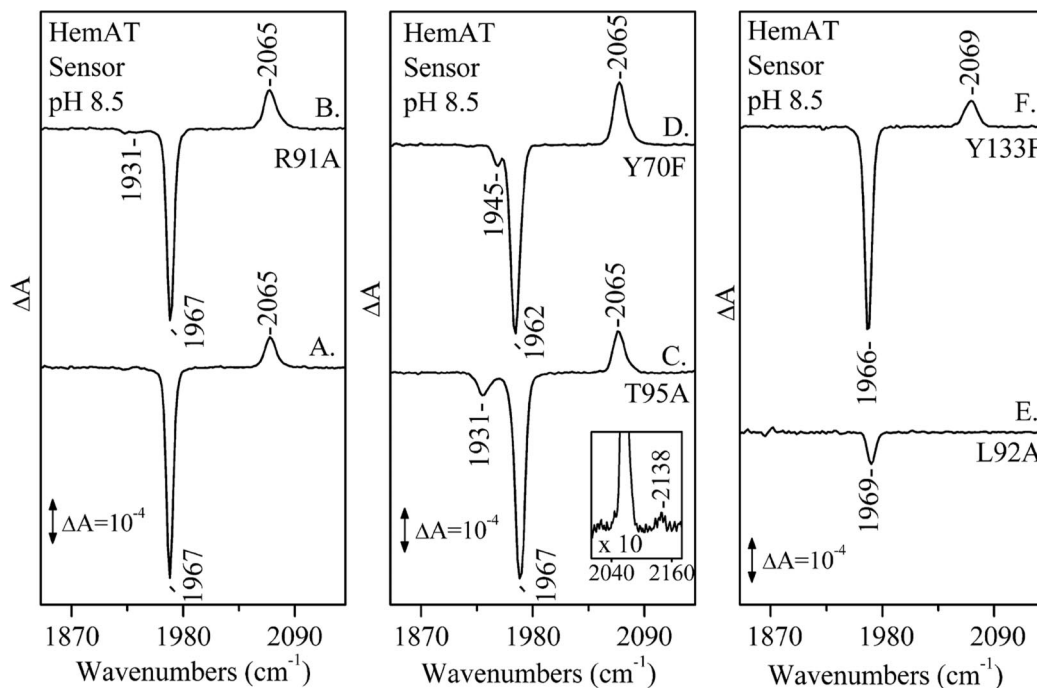 HemAT
Sensor
pH 8.5
-2065
B.
R91A
1931-
1967
-2065
A.
ΔA
ΔA=10⁻⁴
1967
1870 1980 2090
Wavenumbers (cm⁻¹)
HemAT
Sensor
pH 8.5
-2065
D.
Y70F
1945-
1962
-2065
C.
T95A
1931-
ΔA
-2138
x 10
2040 2160
ΔA=10⁻⁴
1967
1870 1980 2090
Wavenumbers (cm⁻¹)
HemAT
Sensor
pH 8.5
-2069
F.
Y133F
1966-
ΔA
E.
L92A
1969-
ΔA=10⁻⁴
1870 1980 2090
Wavenumbers (cm⁻¹)